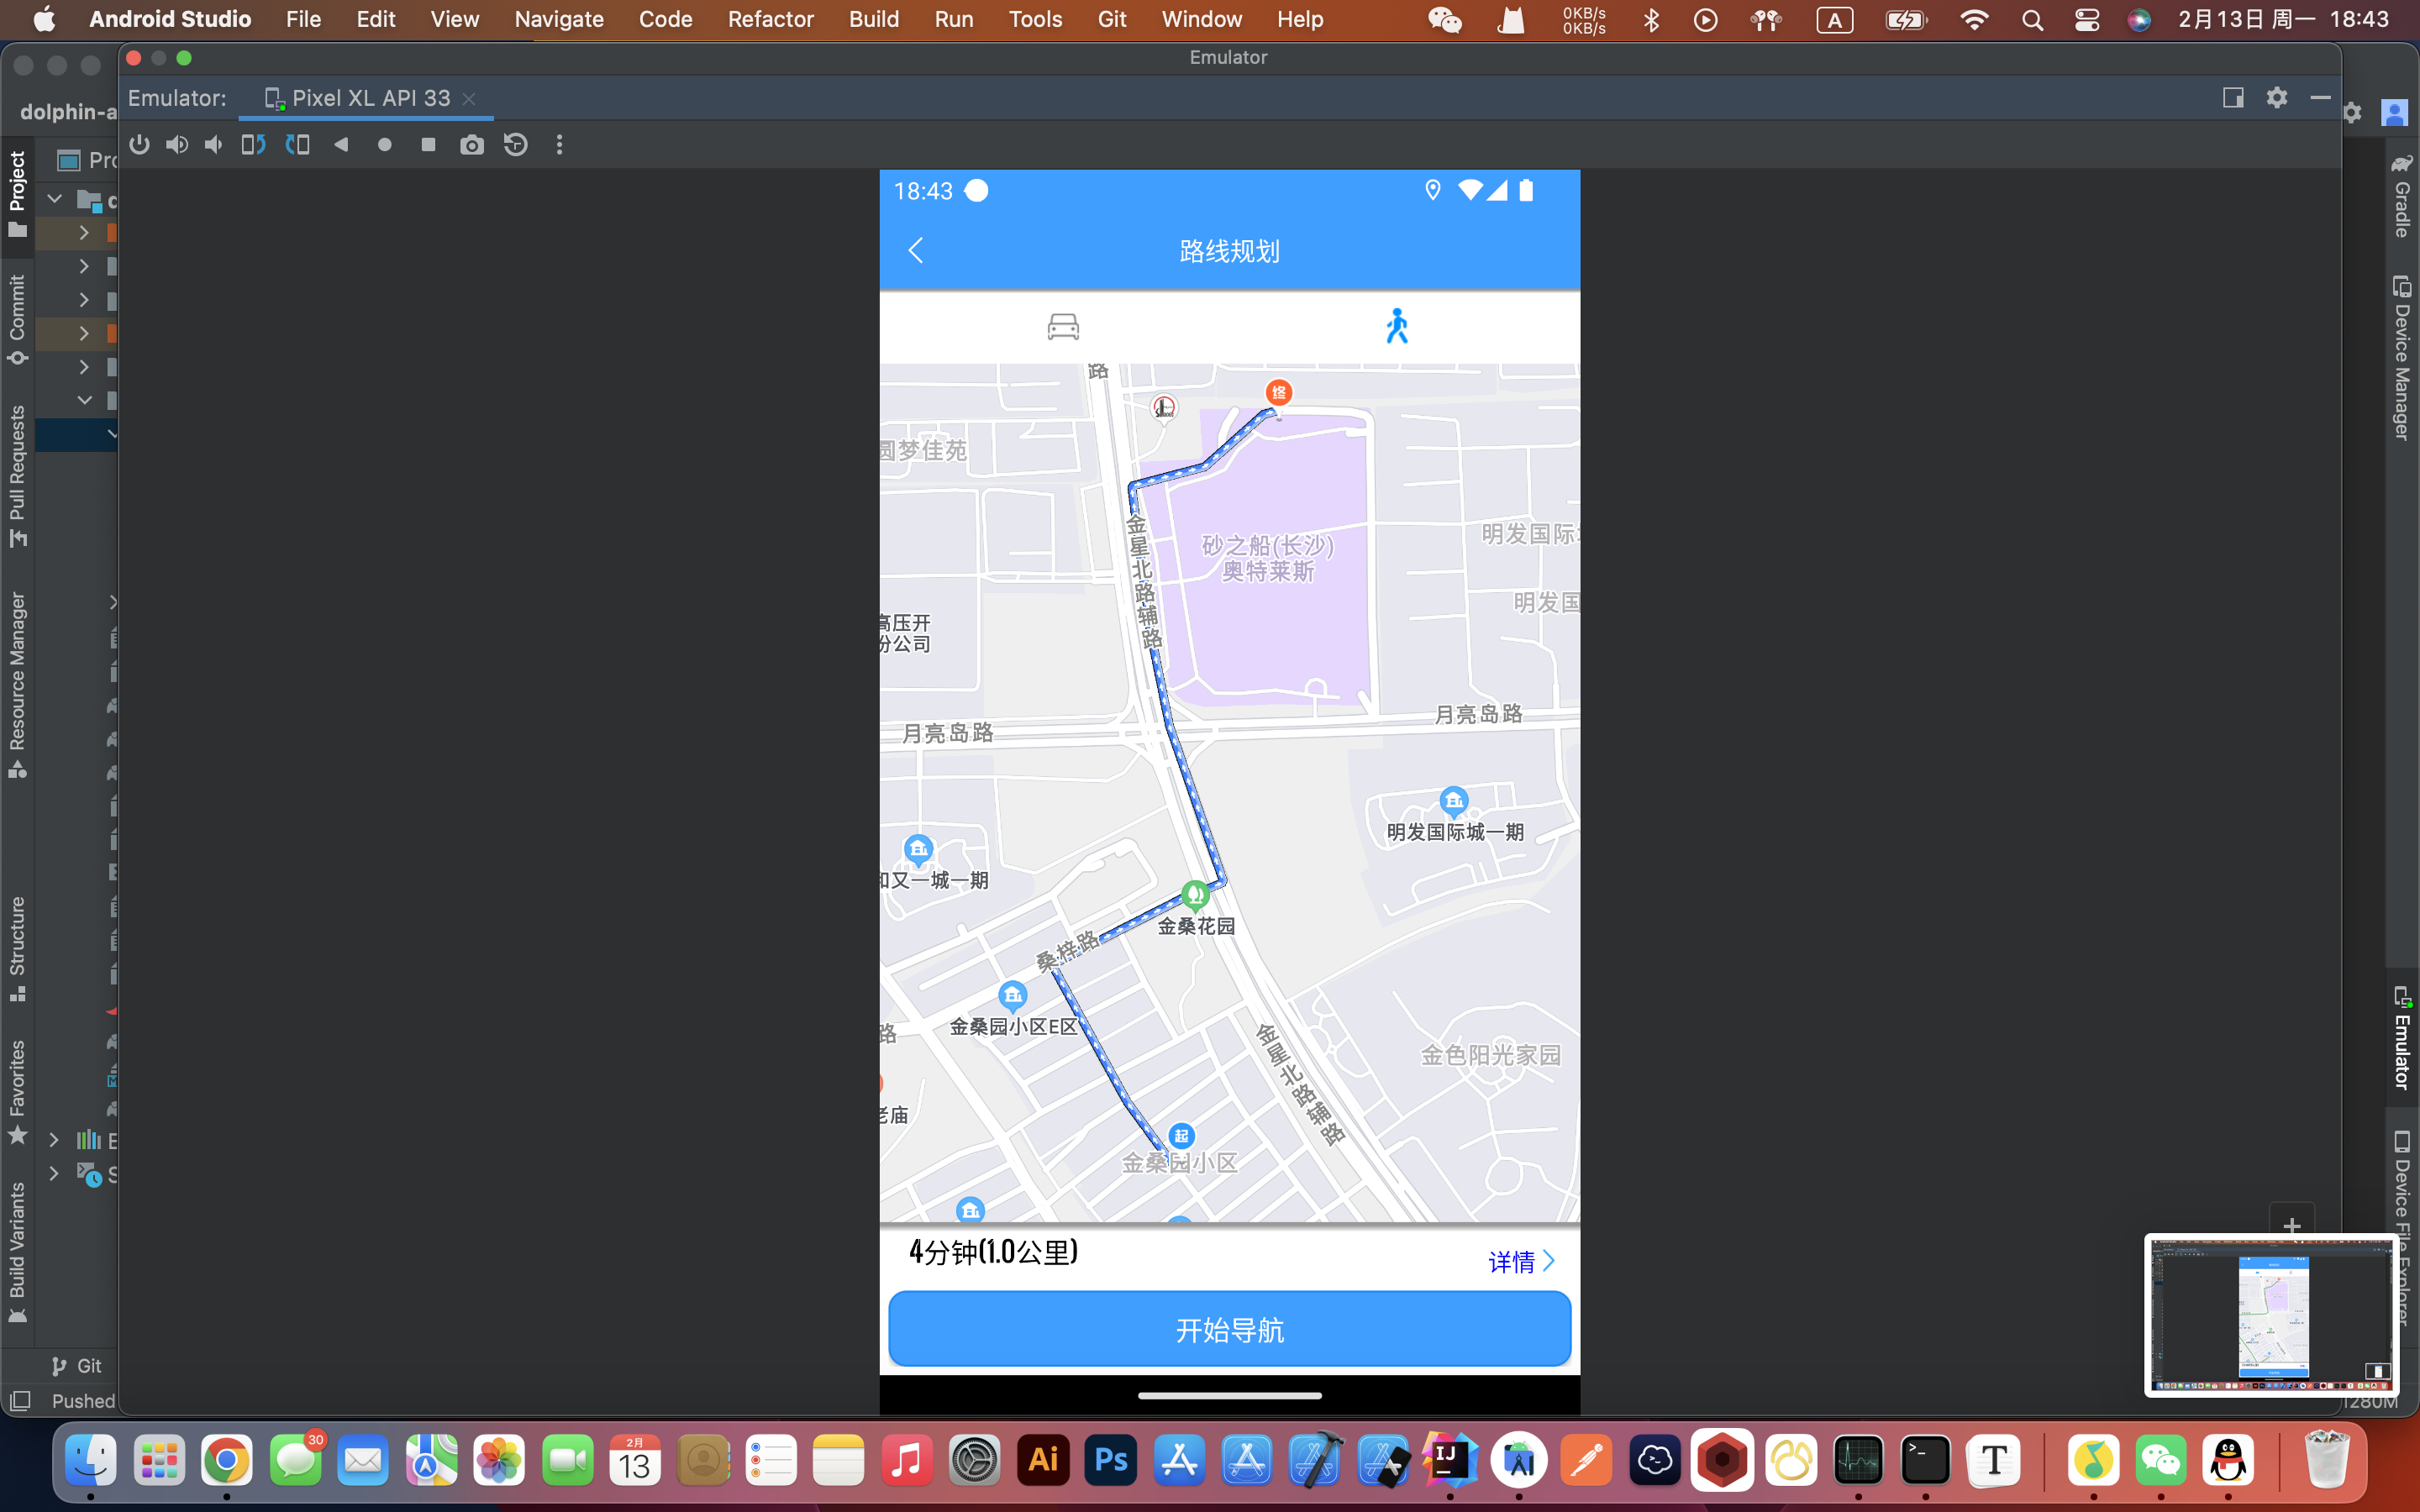 Android Studio File Edit View Navigate Code Refactor Build Run Tools Git Window Help 0KB/s 0KB/s A 2月13日 周一 18:43
Emulator
Emulator: Pixel XL API 33
dolphin-a
Project
Commit
Pull Requests
Resource Manager
Structure
Favorites
Build Variants
Git
Pushed
18:43
路线规划
路
终
圆梦佳苑
金星北路辅路
砂之船(长沙)
奥特莱斯
明发国际
明发国
高压开
份公司
月亮岛路
月亮岛路
明发国际城一期
和又一城一期
金桑花园
桑梓路
金桑园小区E区
路
金星北路辅路
金色阳光家园
老庙
起
金桑园小区
4分钟(1.0公里)
详情
开始导航
Gradle
Device Manager
Emulator
Device File Explorer
1280M
30
2月
13
Ai
Ps
IJ
T